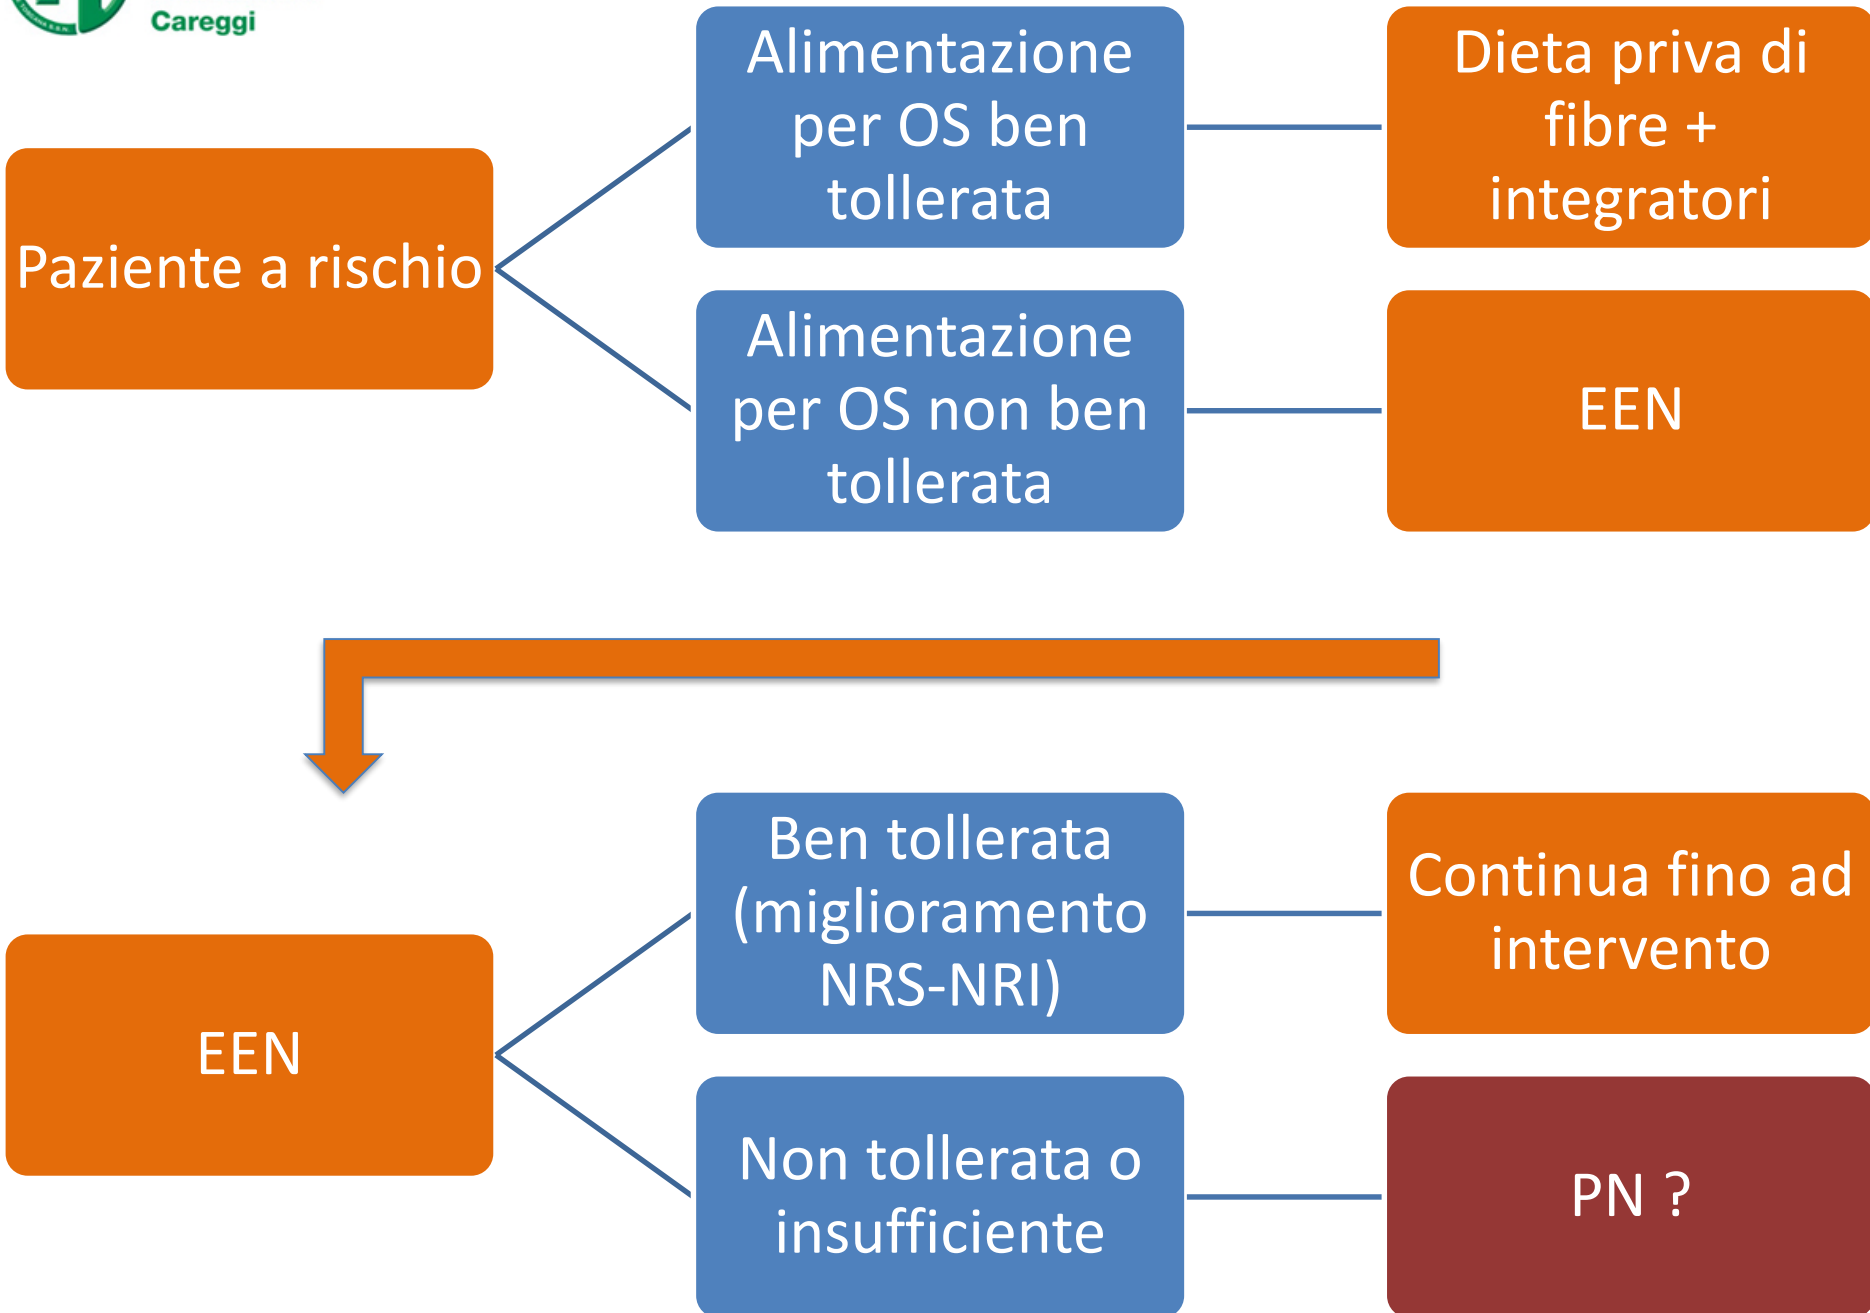 Careggi
Paziente a rischio
Alimentazione
per OS ben
tollerata
Dieta priva di
fibre +
integratori
Alimentazione
per OS non ben
tollerata
EEN
EEN
Ben tollerata
(miglioramento
NRS-NRI)
Continua fino ad
intervento
Non tollerata o
insufficiente
PN ?